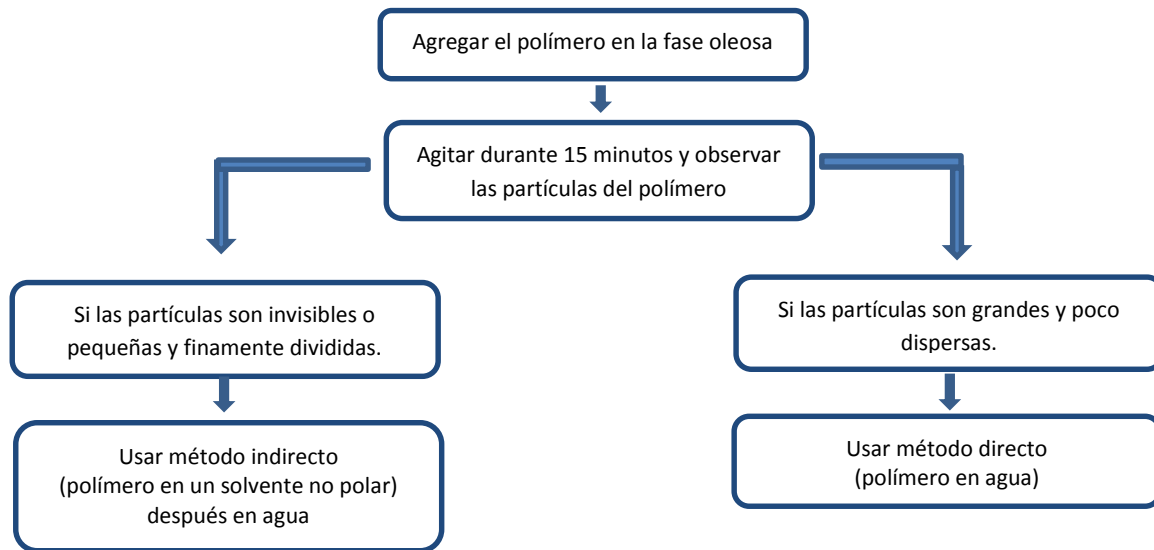 Agregar el polímero en la fase oleosa
Agitar durante 15 minutos y observar
las partículas del polímero
Si las partículas son invisibles o
pequeñas y finamente divididas.
Usar método indirecto
(polímero en un solvente no polar)
después en agua
Si las partículas son grandes y poco
dispersas.
Usar método directo
(polímero en agua)